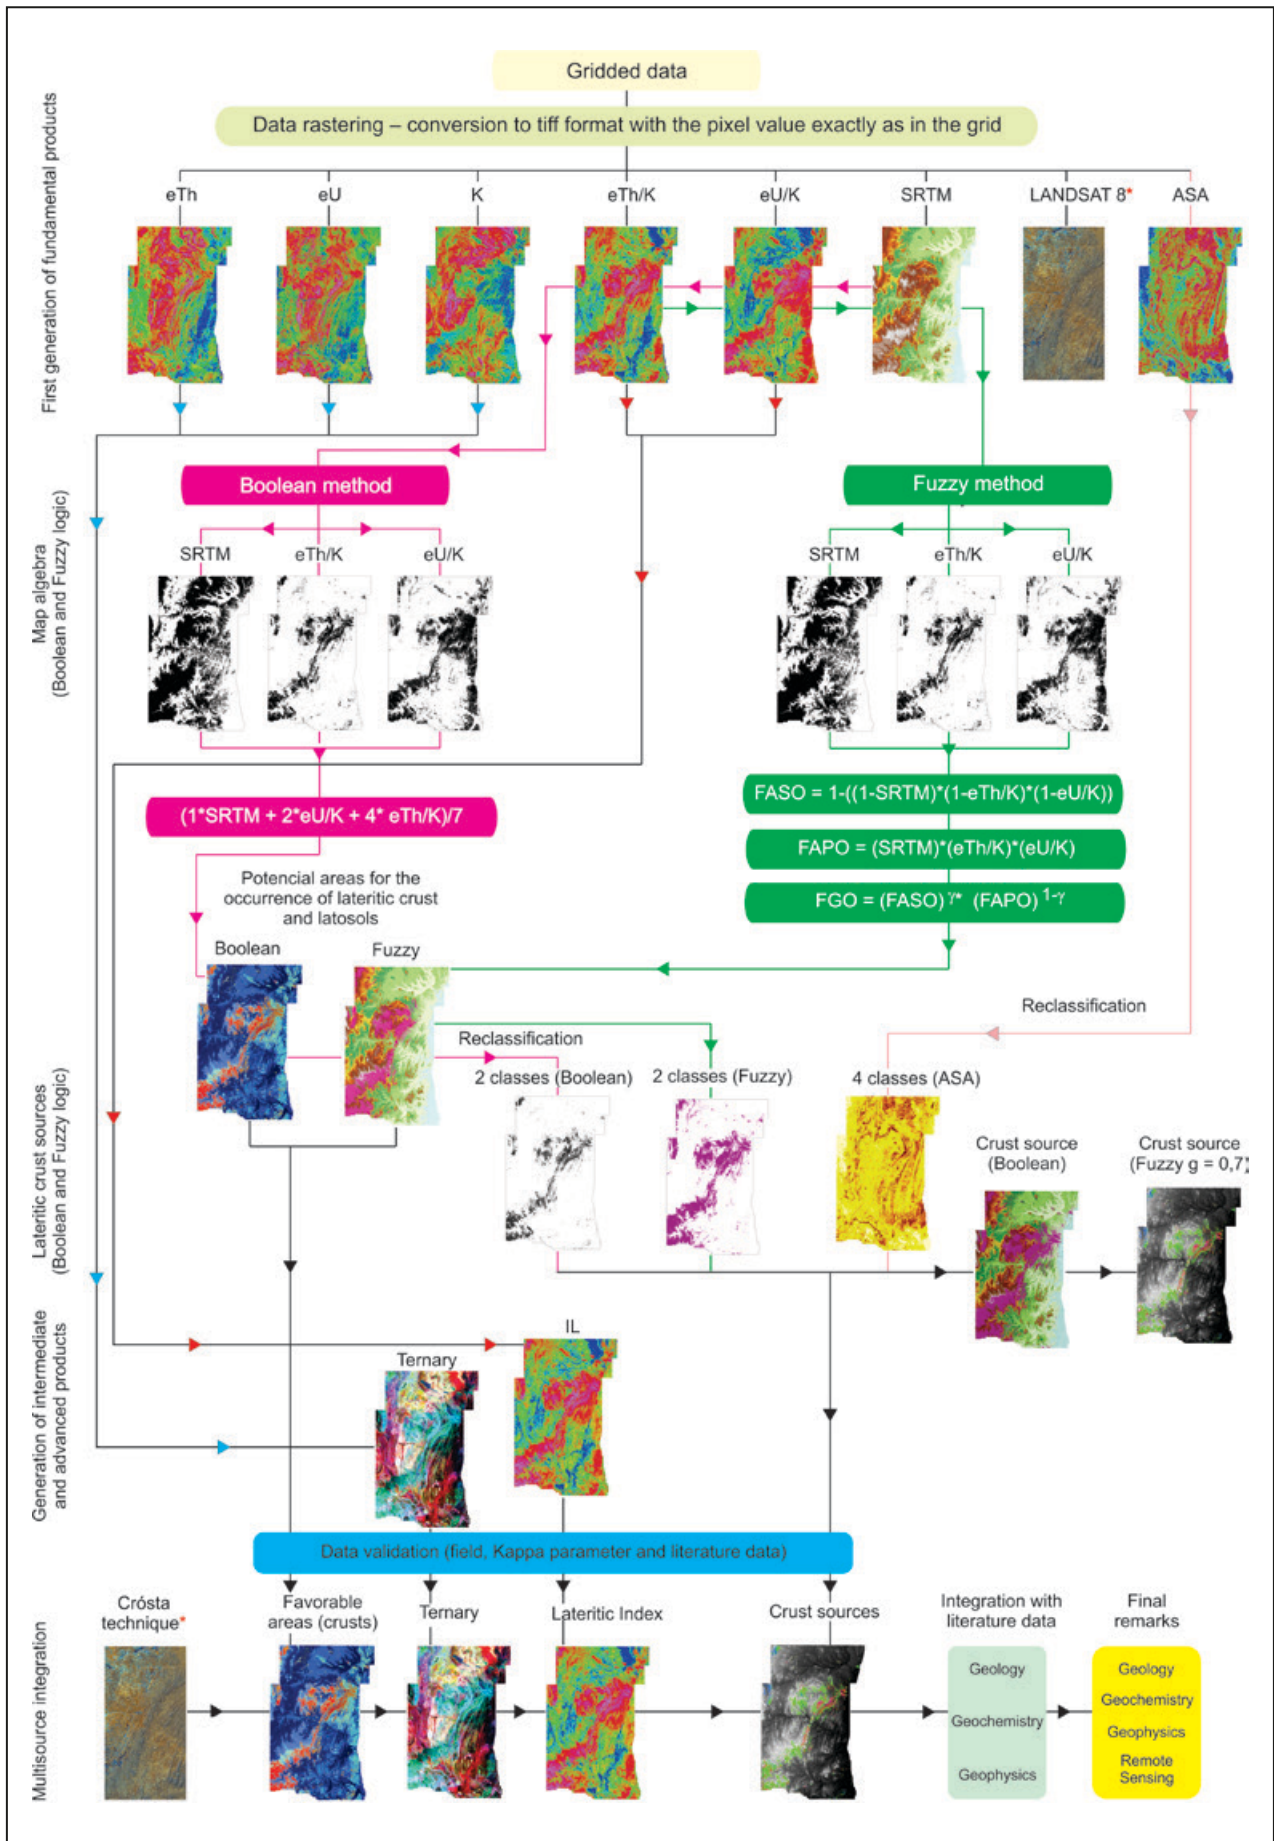 Gridded data
Data rastering – conversion to tiff format with the pixel value exactly as in the grid
First generation of fundamental products
eTh
eU
K
eTh/K
eU/K
SRTM
LANDSAT 8*
ASA
Map algebra
(Boolean and Fuzzy logic)
Boolean method
Fuzzy method
SRTM
eTh/K
eU/K
SRTM
eTh/K
eU/K
(1*SRTM + 2*eU/K + 4* eTh/K)/7
FASO = 1-((1-SRTM)*(1-eTh/K)*(1-eU/K))
FAPO = (SRTM)*(eTh/K)*(eU/K)
FGO = (FASO) γ* (FAPO) 1-γ
Potencial areas for the
occurrence of lateritic crust
and latosols
Boolean
Fuzzy
Lateritic crust sources
(Boolean and Fuzzy logic)
Reclassification
Reclassification
2 classes (Boolean)
2 classes (Fuzzy)
4 classes (ASA)
Crust source
(Boolean)
Crust source
(Fuzzy g = 0,7)
Generation of intermediate
and advanced products
IL
Ternary
Data validation (field, Kappa parameter and literature data)
Multisource integration
Crósta
technique*
Favorable
areas (crusts)
Ternary
Lateritic Index
Crust sources
Integration with
literature data
Final
remarks
Geology
Geochemistry
Geophysics
Geology
Geochemistry
Geophysics
Remote
Sensing